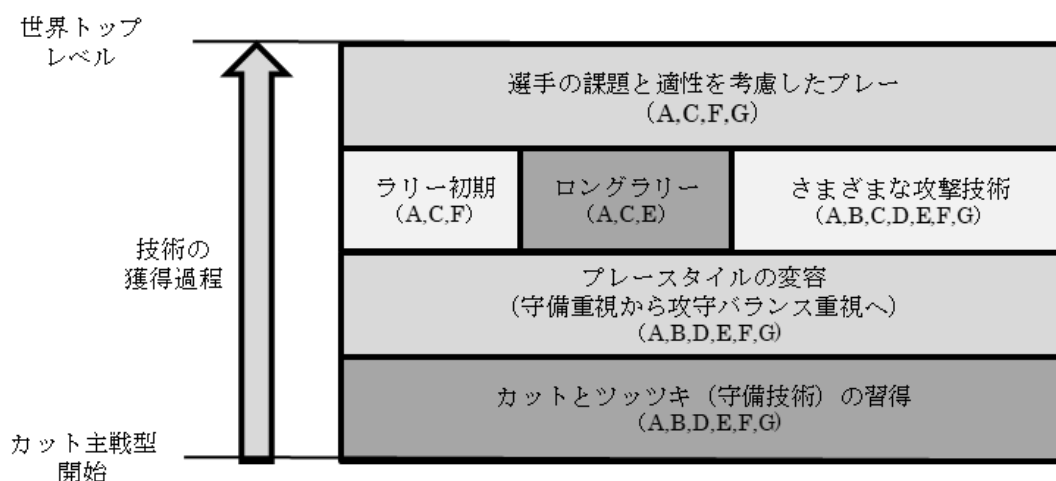 世界トップ
レベル
選手の課題と適性を考慮したプレー
(A,C,F,G)
ラリー初期
(A,C,F)
ロングラリー
(A,C,E)
さまざまな攻撃技術
(A,B,C,D,E,F,G)
技術の
獲得過程
プレースタイルの変容
(守備重視から攻守バランス重視へ)
(A,B,D,E,F,G)
カットとツッツキ（守備技術）の習得
(A,B,D,E,F,G)
カット主戦型
開始